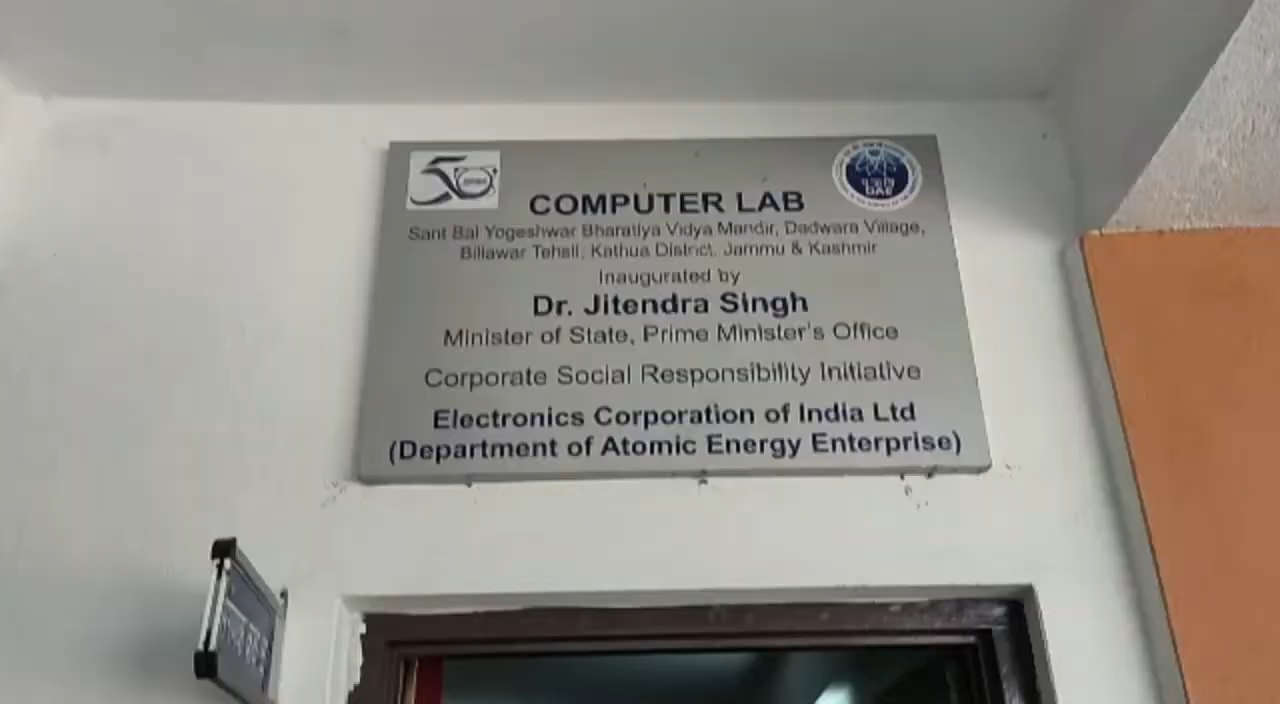 50
DAE
COMPUTER LAB
Sant Bal Yogeshwar Bharatiya Vidya Mandir, Dadwara Village,
Billawar Tehsil, Kathua District, Jammu & Kashmir
Inaugurated by
Dr. Jitendra Singh
Minister of State, Prime Minister's Office
Corporate Social Responsibility Initiative
Electronics Corporation of India Ltd
(Department of Atomic Energy Enterprise)